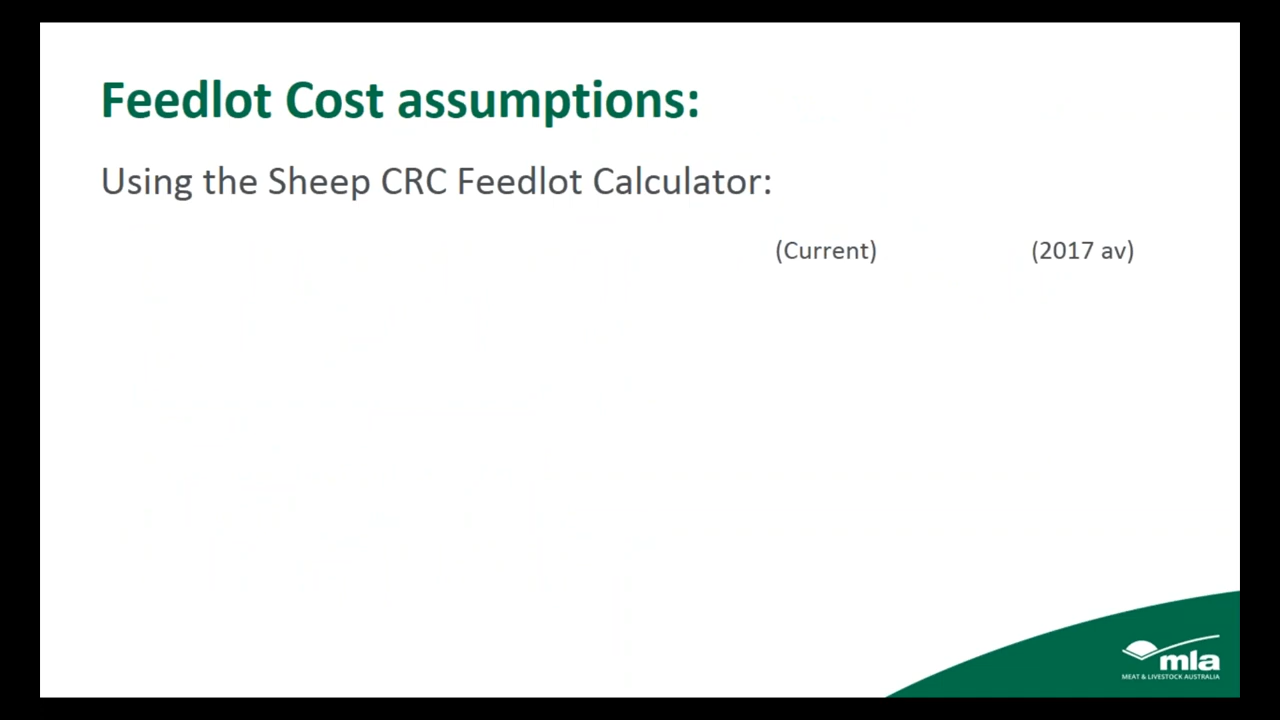 Feedlot Cost assumptions:
Using the Sheep CRC Feedlot Calculator:
(Current) (2017 av)
mla
MEAT & LIVESTOCK AUSTRALIA